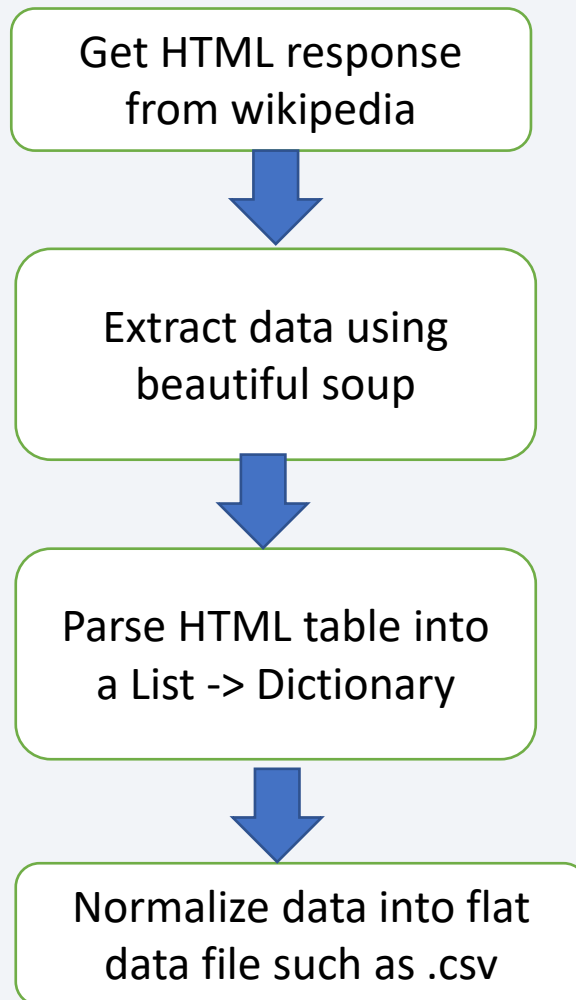 Get HTML response
from wikipedia
Extract data using
beautiful soup
Parse HTML table into
a List -> Dictionary
Normalize data into flat
data file such as .csv